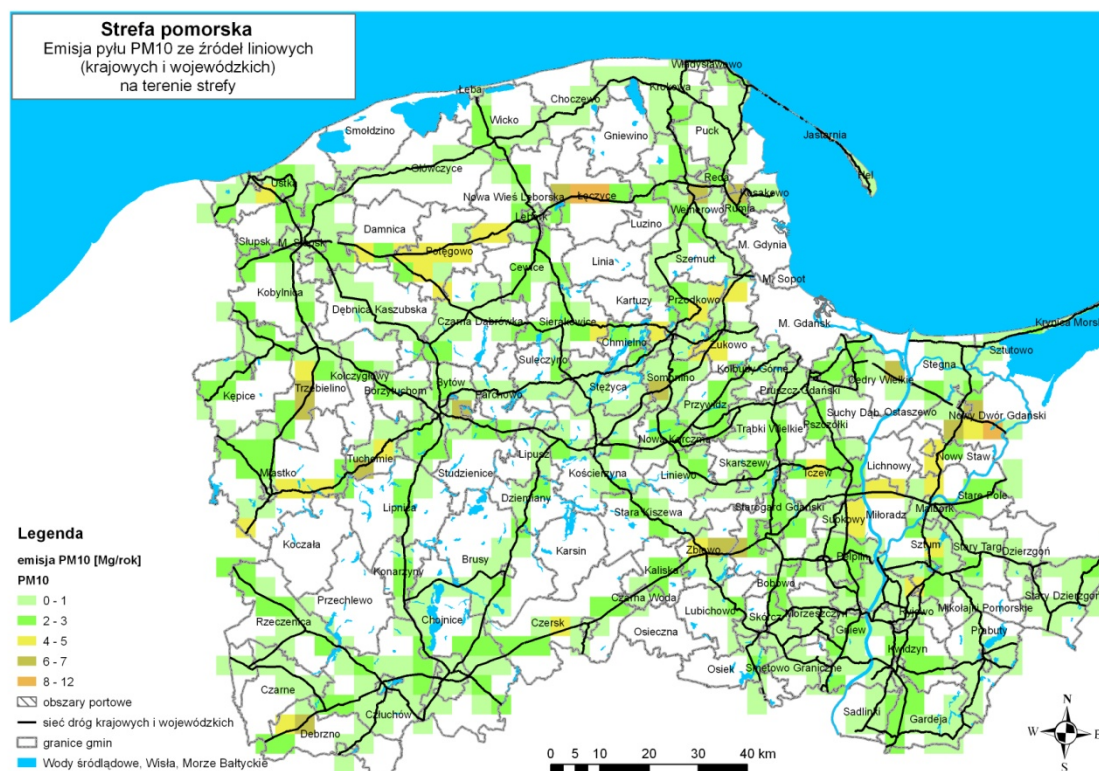 Strefa pomorska
Emisja pyłu PM10 ze źródeł liniowych
(krajowych i wojewódzkich)
na terenie strefy
Władysławowo
Łeba
Choczewo
Krokowa
Wicko
Smołdzino
Gniewino
Puck
Jastarnia
Główczyce
Hel
Ustka
Reda
Kosakowo
Nowa Wieś Lęborska
Łęczyce
Lębork
Wejherowo
Rumia
Damnica
Luzino
Słupsk
M. Słupsk
Potęgowo
M. Gdynia
Linia
Szemud
Cewice
M. Sopot
Kobylnica
Kartuzy
Przodkowo
Dębnica Kaszubska
Czarna Dąbrówka
Sierakowice
M. Gdańsk
Krynica Morska
Chmielno
Żukowo
Sztutowo
Sulęczyno
Stegna
Kolbudy Górne
Kołczygłowy
Bytów
Somonino
Cedry Wielkie
Trzebielino
Borzytuchom
Parchowo
Stężyca
Pruszcz Gdański
Kępice
Przywidz
Suchy Dąb
Ostaszewo
Nowy Dwór Gdański
Trąbki Wielkie
Pszczółki
Nowa Karczma
Tuchomie
Lipusz
Nowy Staw
Miastko
Studzienice
Kościerzyna
Liniewo
Skarszewy
Tczew
Lichnowy
Dziemiany
Stare Pole
Lipnica
Stara Kiszewa
Starogard Gdański
Subkowy
Miłoradz
Malbork
Koczała
Karsin
Zblewo
Sztum
Stary Targ
Dzierzgoń
Brusy
Pelplin
Konarzyny
Kaliska
Bobowo
Przechlewo
Czarna Woda
Ryjewo
Mikołajki Pomorskie
Stary Dzierzgoń
Rzeczenica
Chojnice
Lubichowo
Morzeszczyn
Czersk
Skórcz
Gniew
Prabuty
Osieczna
Kwidzyn
Osiek
Smętowo Graniczne
Czarne
Człuchów
Sadlinki
Gardeja
Debrzno
Legenda
emisja PM10 [Mg/rok]
PM10
0 - 1
2 - 3
4 - 5
6 - 7
8 - 12
obszary portowe
sieć dróg krajowych i wojewódzkich
granice gmin
Wody śródlądowe, Wisła, Morze Bałtyckie
0 5 10 20 30 40 km
N
W E
S